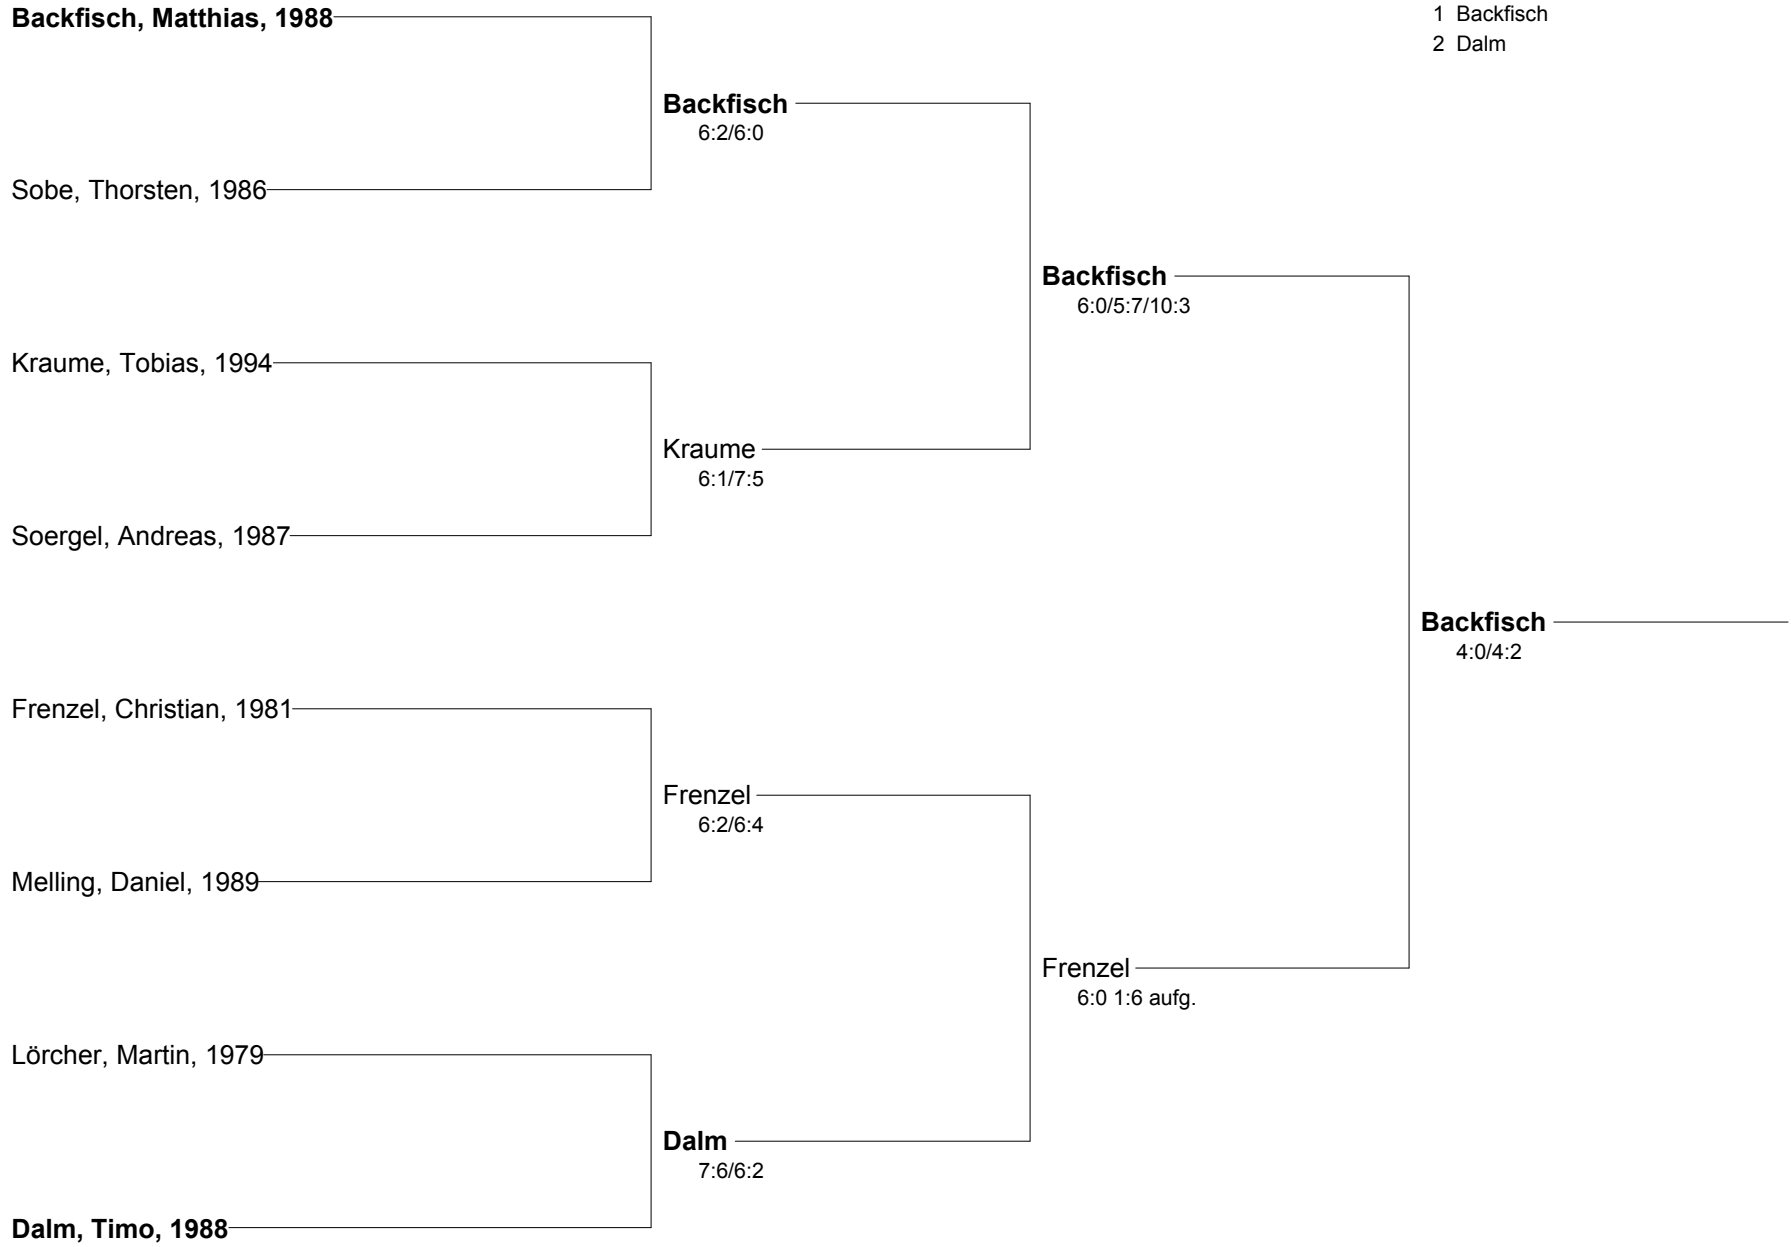 Backfisch, Matthias, 1988
1 Backfisch
2 Dalm
Backfisch
6:2/6:0
Sobe, Thorsten, 1986
Backfisch
6:0/5:7/10:3
Kraume, Tobias, 1994
Kraume
6:1/7:5
Soergel, Andreas, 1987
Backfisch
4:0/4:2
Frenzel, Christian, 1981
Frenzel
6:2/6:4
Melling, Daniel, 1989
Frenzel
6:0 1:6 aufg.
Lörcher, Martin, 1979
Dalm
7:6/6:2
Dalm, Timo, 1988